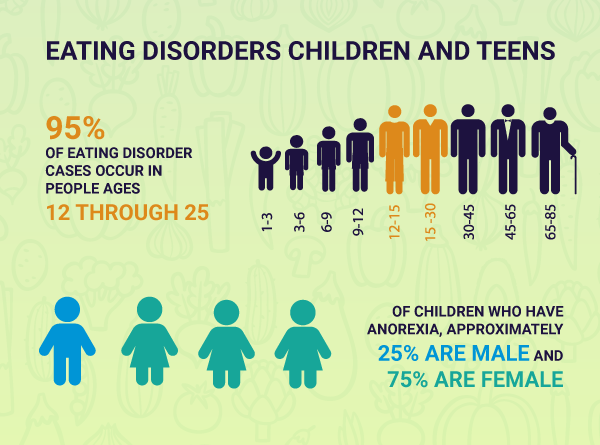 EATING DISORDERS CHILDREN AND TEENS
95%
OF EATING DISORDER
CASES OCCUR IN
PEOPLE AGES
12 THROUGH 25
1-3
3-6
6-9
9-12
12-15
15 -30
30-45
45-65
65-85
OF CHILDREN WHO HAVE
ANOREXIA, APPROXIMATELY
25% ARE MALE AND
75% ARE FEMALE